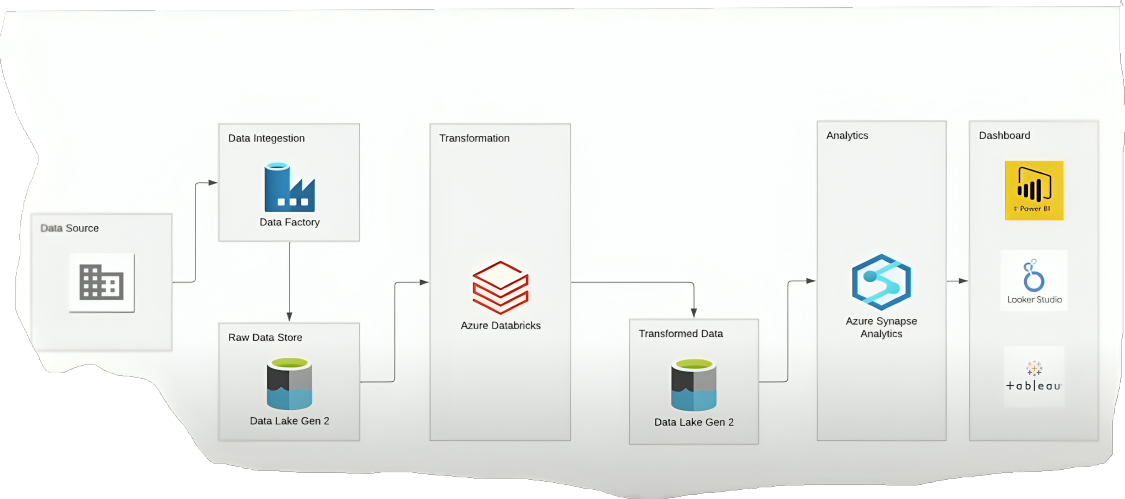 Data Source
Data Integestion
Data Factory
Raw Data Store
Data Lake Gen 2
Transformation
Azure Databricks
Transformed Data
Data Lake Gen 2
Analytics
Azure Synapse
Analytics
Dashboard
Power BI
Looker Studio
+ableau